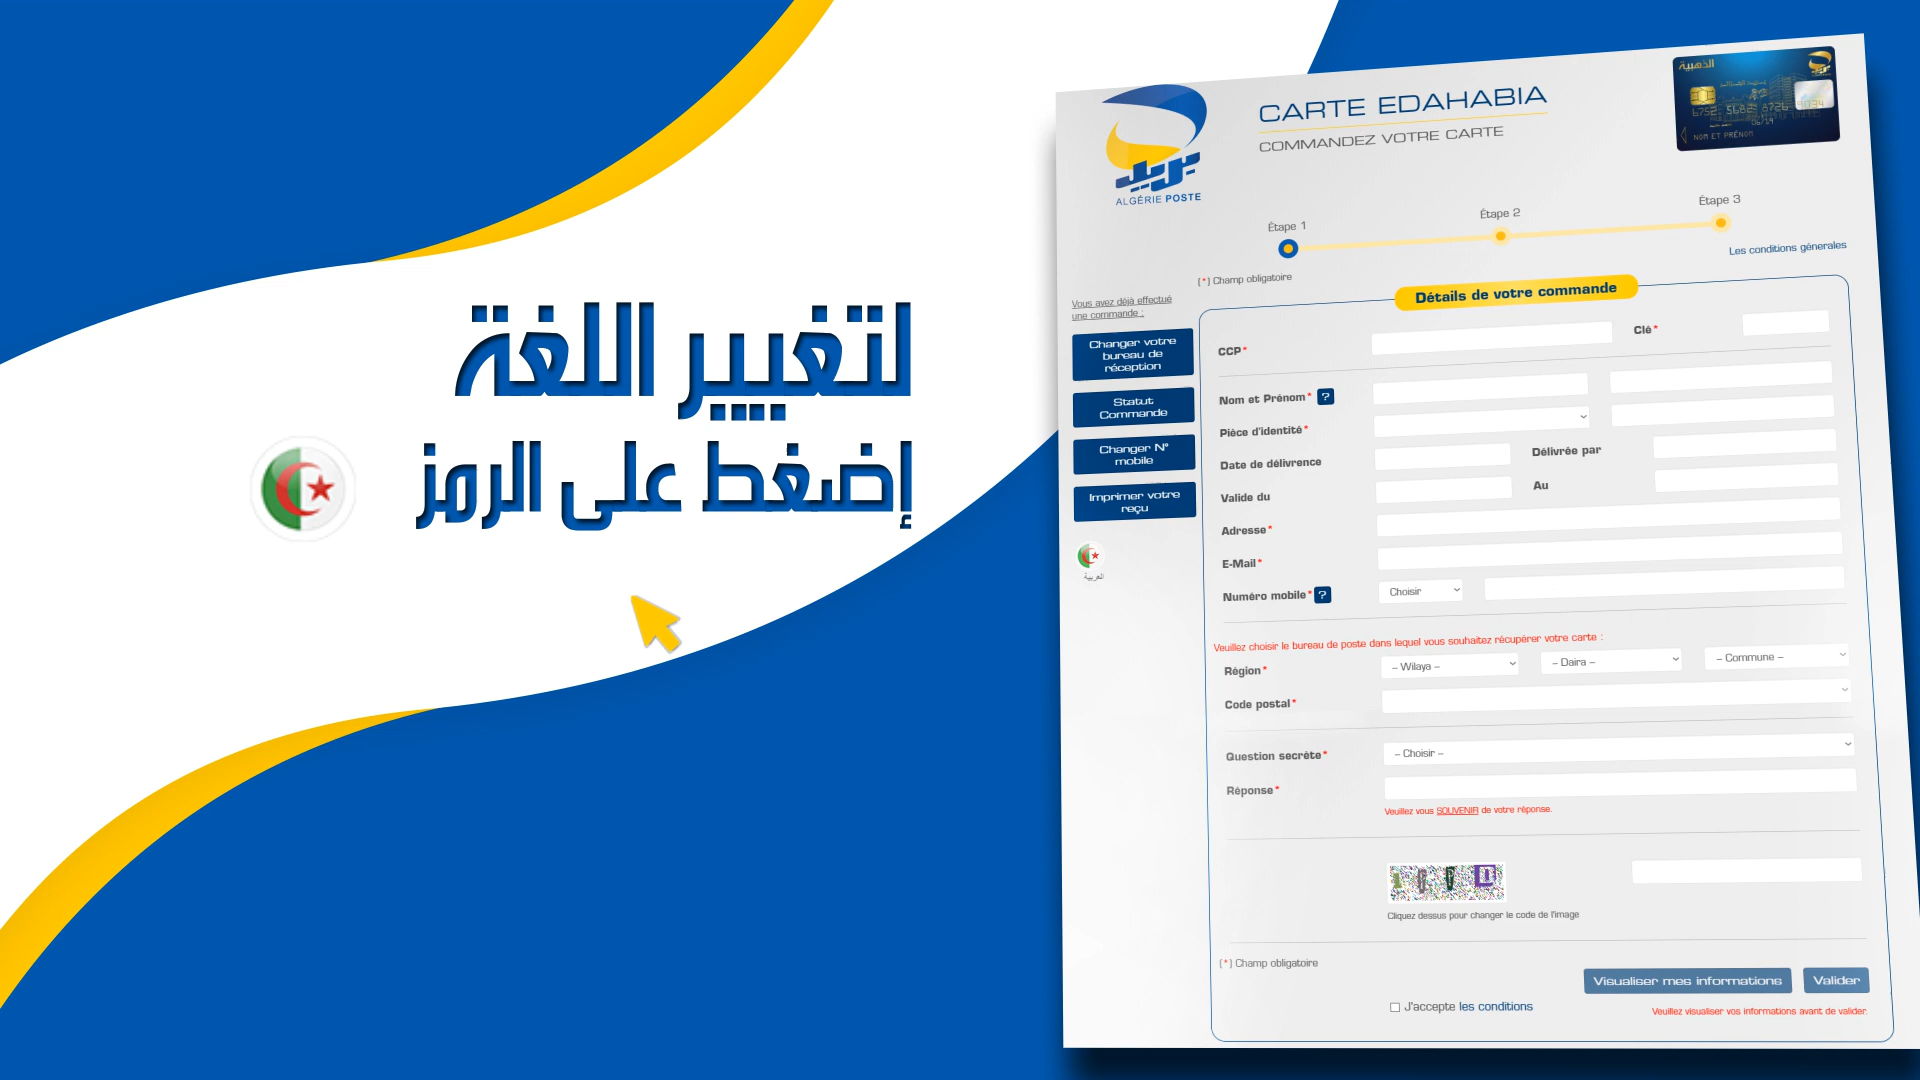 لتغيير اللغة
إضغط على الرمز
بريد
ALGÉRIE POSTE
CARTE EDAHABIA
COMMANDEZ VOTRE CARTE
الذهبية
NOM ET PRÉNOM
Étape 1
Étape 2
Étape 3
Les conditions génerales
(*) Champ obligatoire
Vous avez déjà effectué
une commande :
Changer votre
bureau de
réception
Statut
Commande
Changer N°
mobile
Imprimer votre
reçu
العربية
Détails de votre commande
CCP*
Clé*
Nom et Prénom* ?
Pièce d'identité*
Date de délivrence
Délivrée par
Valide du
Au
Adresse*
E-Mail*
Numéro mobile* ?
Choisir
Veuillez choisir le bureau de poste dans lequel vous souhaitez récupérer votre carte :
Région*
– Wilaya –
– Daira –
– Commune –
Code postal*
Question secrète*
– Choisir –
Réponse*
Veuillez vous SOUVENIR de votre réponse.
Cliquez dessus pour changer le code de l'image
(*) Champ obligatoire
Visualiser mes informations
Valider
J'accepte les conditions
Veuillez visualiser vos informations avant de valider.